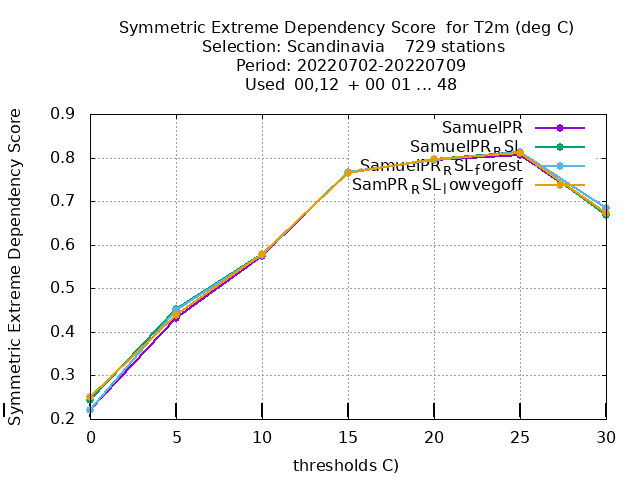 Symmetric Extreme Dependency Score  for T2m (deg C)
Selection: Scandinavia    729 stations
Period: 20220702-20220709
Used  00,12  + 00 01 ... 48
Symmetric Extreme Dependency Score
0.9
0.8
0.7
0.6
0.5
0.4
0.3
0.2
SamuelPR
SamuelPR_RSL
SamuelPR_RSL_forest
SamPR_RSL_lowvegoff
0 5 10 15 20 25 30
thresholds C)